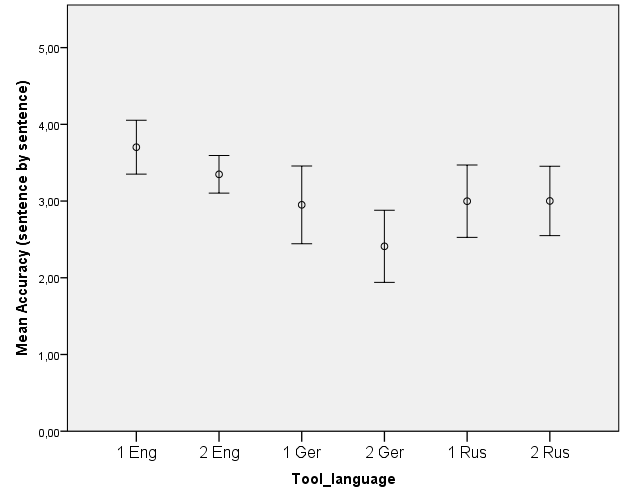 Mean Accuracy (sentence by sentence)
5,00
4,00
3,00
2,00
1,00
0,00
1 Eng
2 Eng
1 Ger
2 Ger
1 Rus
2 Rus
Tool_language